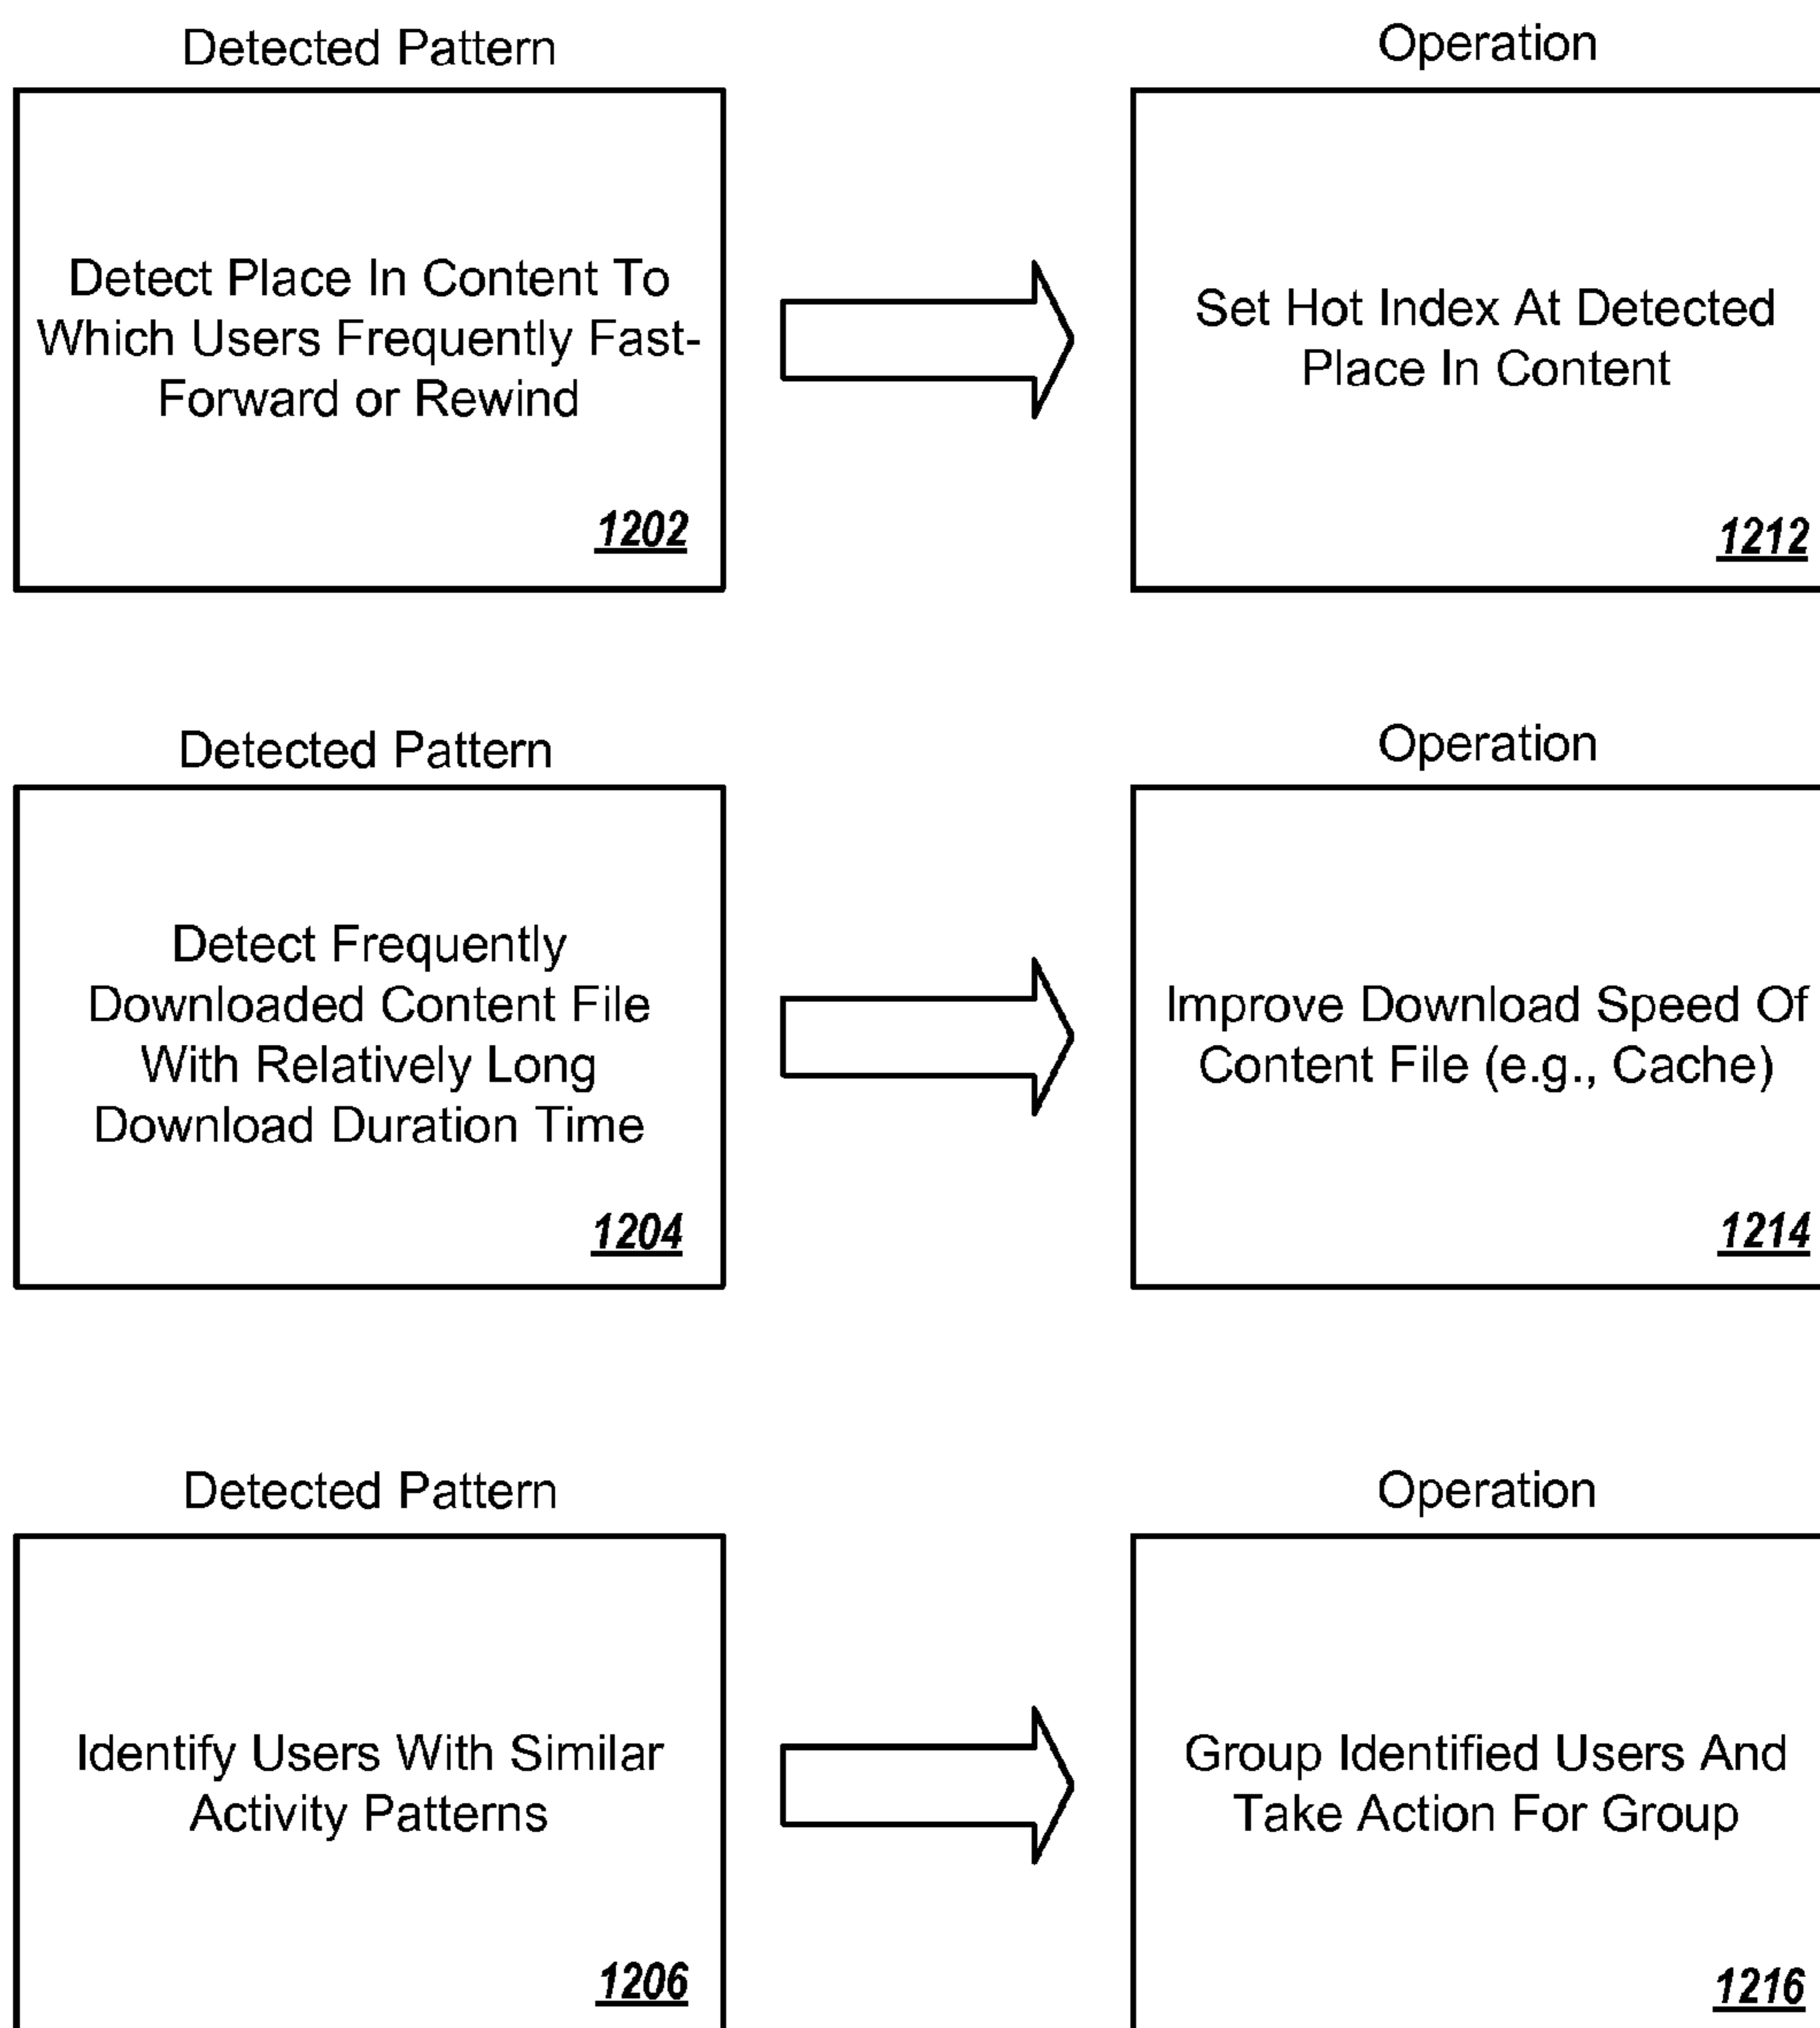 Detected Pattern
Operation
Detect Place In Content To
Which Users Frequently Fast-
Forward or Rewind
1202
Set Hot Index At Detected
Place In Content
1212
Detected Pattern
Operation
Detect Frequently
Downloaded Content File
With Relatively Long
Download Duration Time
1204
Improve Download Speed Of
Content File (e.g., Cache)
1214
Detected Pattern
Operation
Identify Users With Similar
Activity Patterns
1206
Group Identified Users And
Take Action For Group
1216